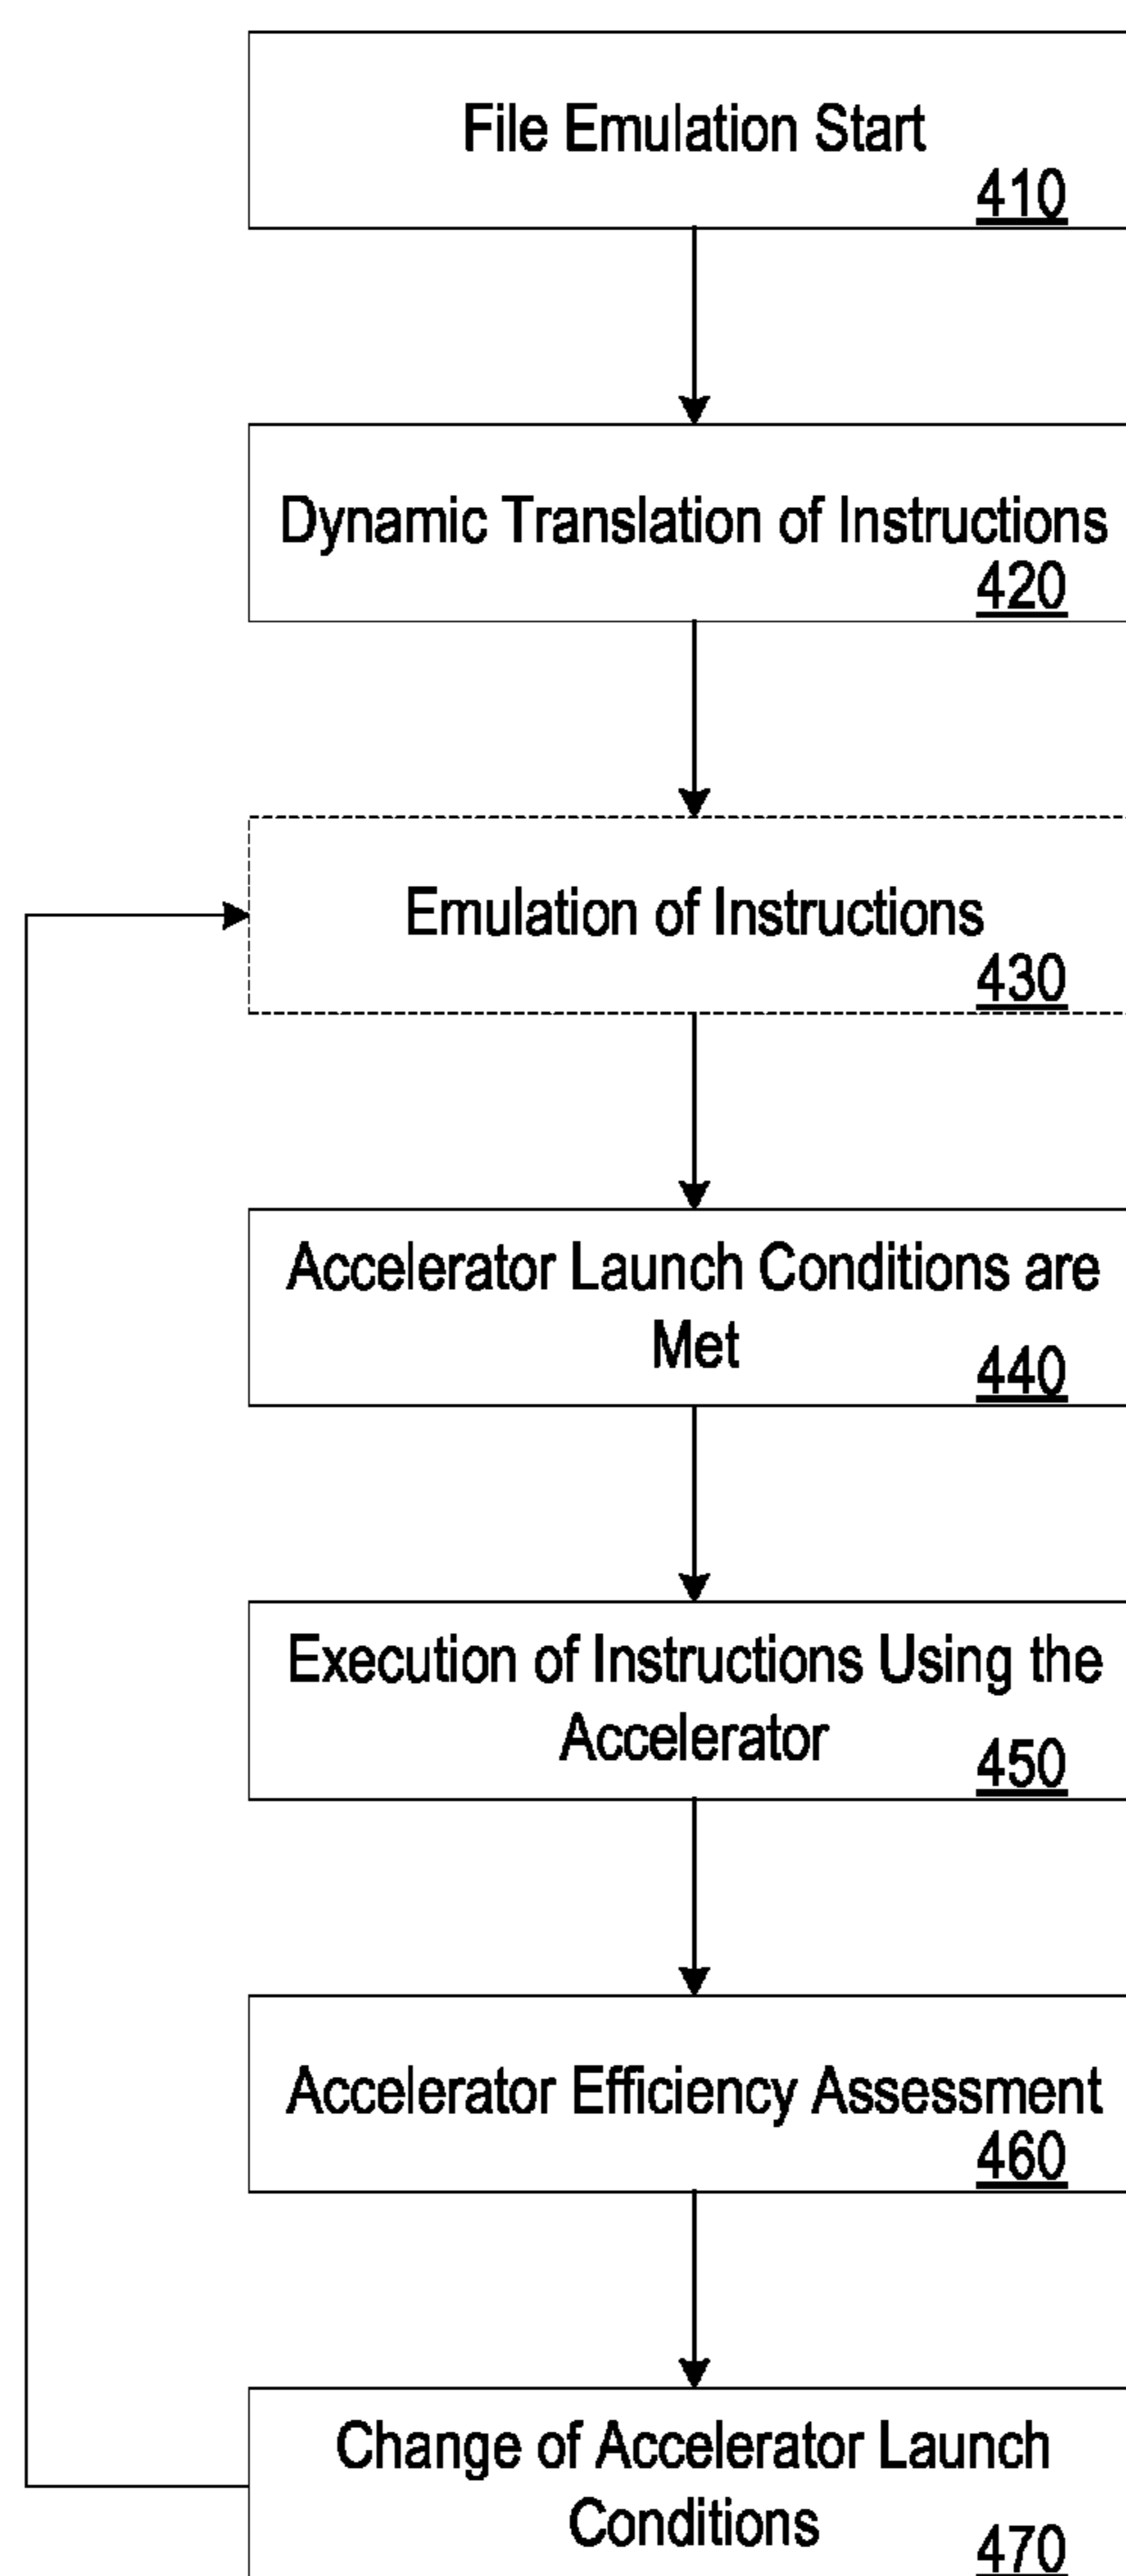 File Emulation Start
410
Dynamic Translation of Instructions
420
Emulation of Instructions
430
Accelerator Launch Conditions are
Met
440
Execution of Instructions Using the
Accelerator
450
Accelerator Efficiency Assessment
460
Change of Accelerator Launch
Conditions
470